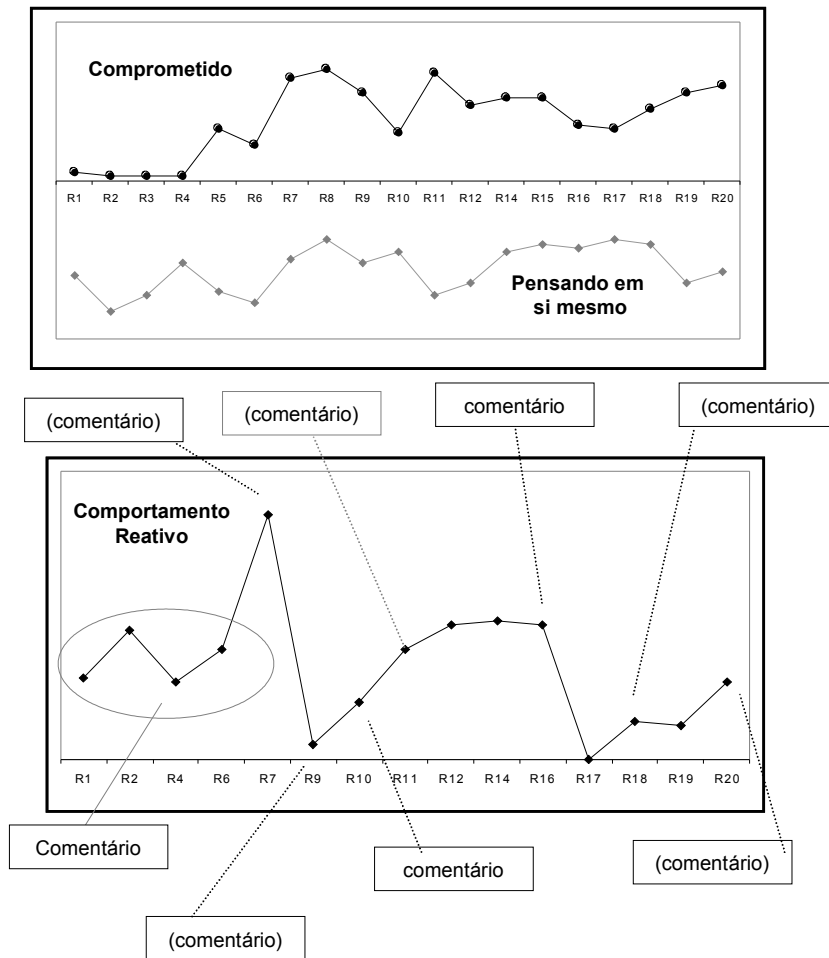 Comprometido
R1 R2 R3 R4 R5 R6 R7 R8 R9 R10 R11 R12 R14 R15 R16 R17 R18 R19 R20
Pensando em
si mesmo
(comentário)
(comentário)
comentário
(comentário)
Comportamento
Reativo
R1 R2 R4 R6 R7 R9 R10 R11 R12 R14 R16 R17 R18 R19 R20
Comentário
comentário
(comentário)
(comentário)